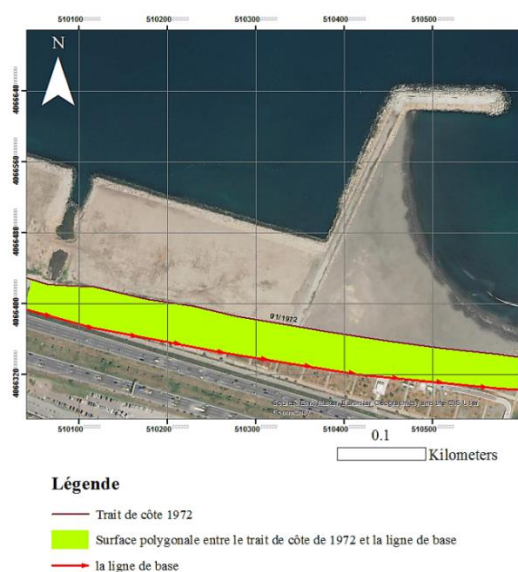 510100 510200 510300 510400 510500
N
4066640
4066560
4066480
4066400
4066320
01/1972
510100 510200 510300 510400 510500
0.1
Kilometers
Légende
Trait de côte 1972
Surface polygonale entre le trait de côte de 1972 et la ligne de base
la ligne de base